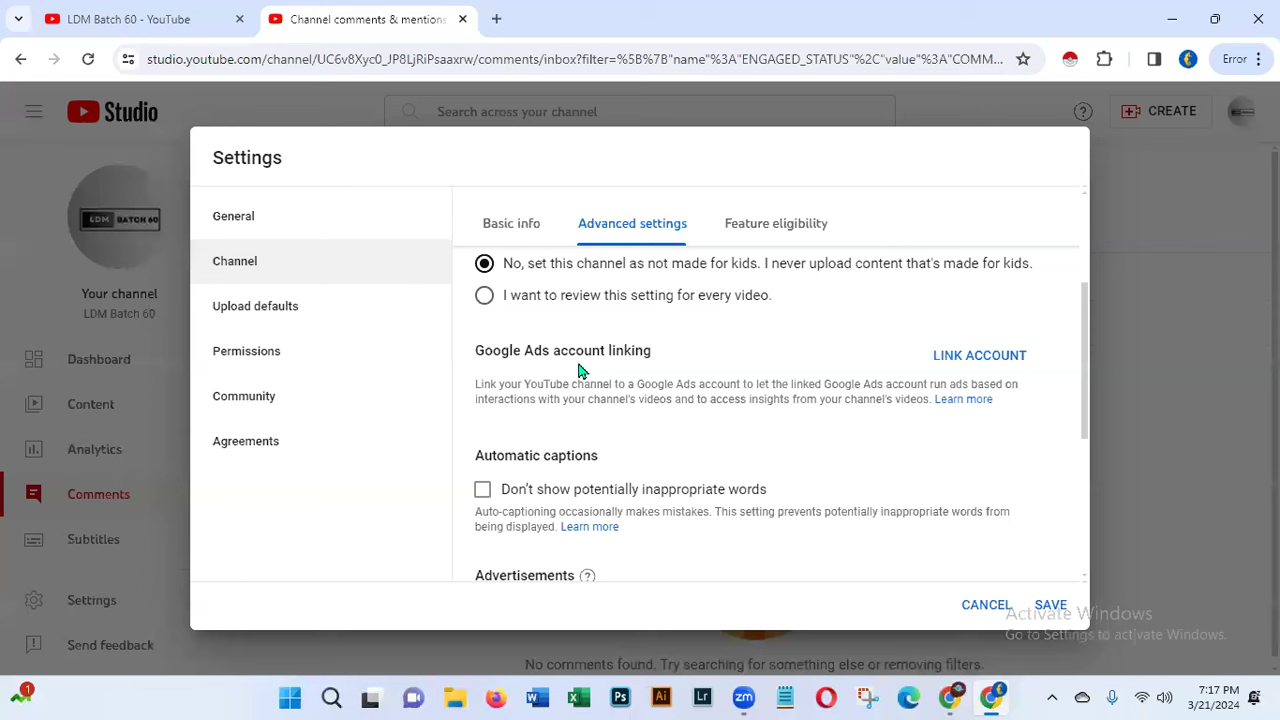 LDM Batch 60 - YouTube
Channel comments & mentions
studio.youtube.com/channel/UC6v8Xyc0_JP8LjRiPsaarw/comments/inbox?filter=%5B%7B"name"%3A"ENGAGED_STATUS"%2C"value"%3A"COMM...
Error
Studio
Search across your channel
CREATE
Settings
General
Basic info
Advanced settings
Feature eligibility
LDM BATCH 60
Channel
No, set this channel as not made for kids. I never upload content that's made for kids.
Your channel
LDM Batch 60
Upload defaults
I want to review this setting for every video.
Permissions
Google Ads account linking
LINK ACCOUNT
Dashboard
Link your YouTube channel to a Google Ads account to let the linked Google Ads account run ads based on
interactions with your channel's videos and to access insights from your channel's videos. Learn more
Content
Community
Analytics
Agreements
Automatic captions
Comments
Don't show potentially inappropriate words
Auto-captioning occasionally makes mistakes. This setting prevents potentially inappropriate words from
being displayed. Learn more
Subtitles
Advertisements
Settings
CANCEL
SAVE
Activate Windows
Go to Settings to activate Windows.
Send feedback
No comments found. Try searching for something else or removing filters.
7:17 PM
3/21/2024